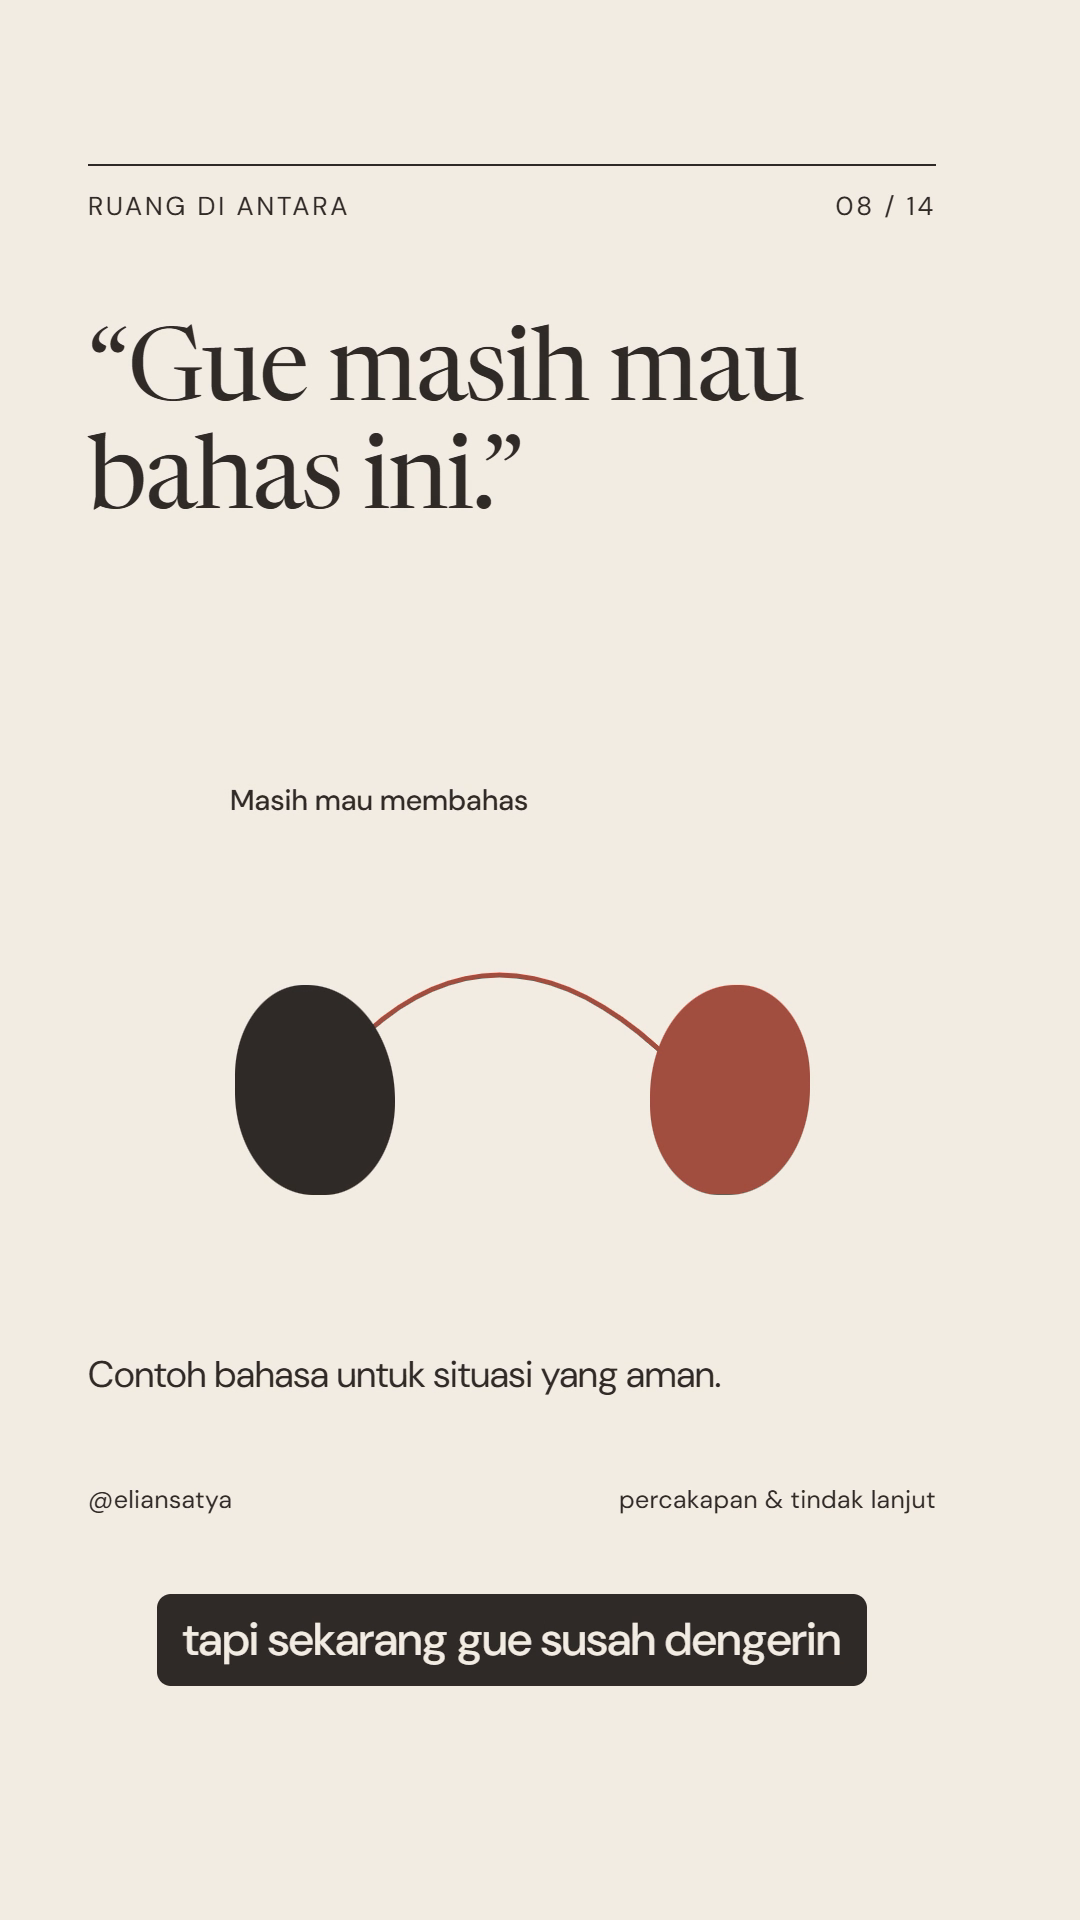 RUANG DI ANTARA
08 / 14
“Gue masih mau
bahas ini.”
Masih mau membahas
Contoh bahasa untuk situasi yang aman.
@eliansatya
percakapan & tindak lanjut
tapi sekarang gue susah dengerin